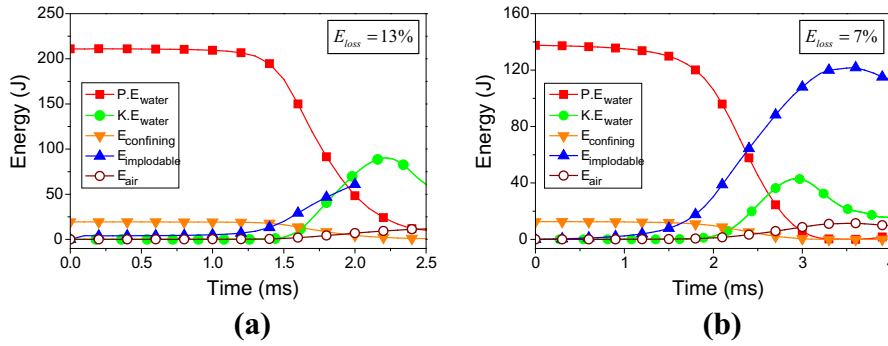 250
200
150
100
50
0
Energy (J)
E_loss = 13%
P.E_water
K.E_water
E_confining
E_implodable
E_air
0.0 0.5 1.0 1.5 2.0 2.5
Time (ms)
(a)
160
120
80
40
0
Energy (J)
E_loss = 7%
P.E_water
K.E_water
E_confining
E_implodable
E_air
0 1 2 3 4
Time (ms)
(b)